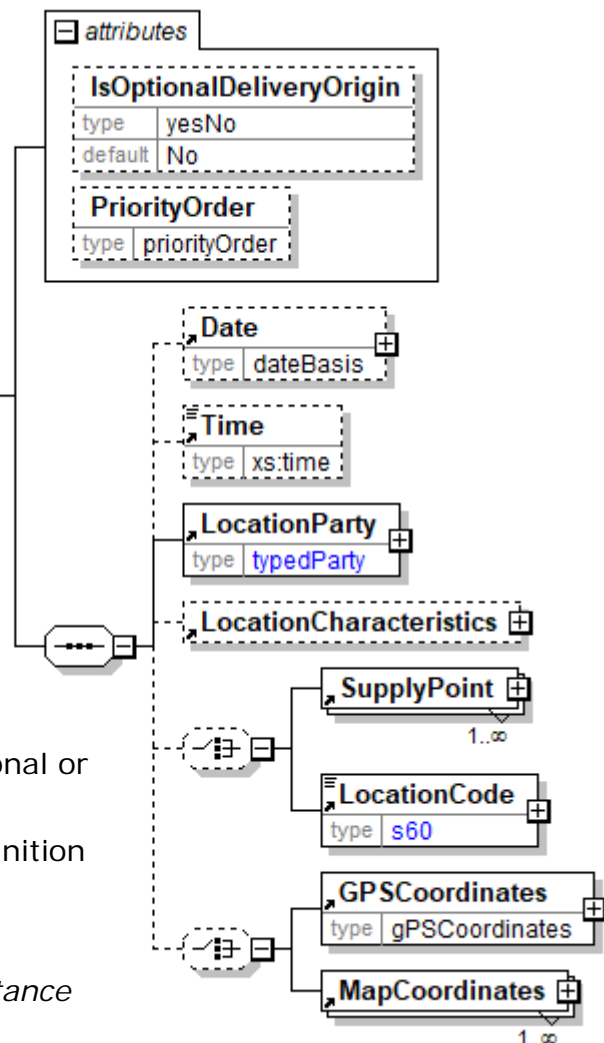 attributes
IsOptionalDeliveryOrigin
type yesNo
default No
PriorityOrder
type priorityOrder
Date
type dateBasis
Time
type xs:time
LocationParty
type typedParty
LocationCharacteristics
SupplyPoint
1..∞
onal or
LocationCode
type s60
nition
GPSCoordinates
type gPSCoordinates
tance
MapCoordinates
1..∞